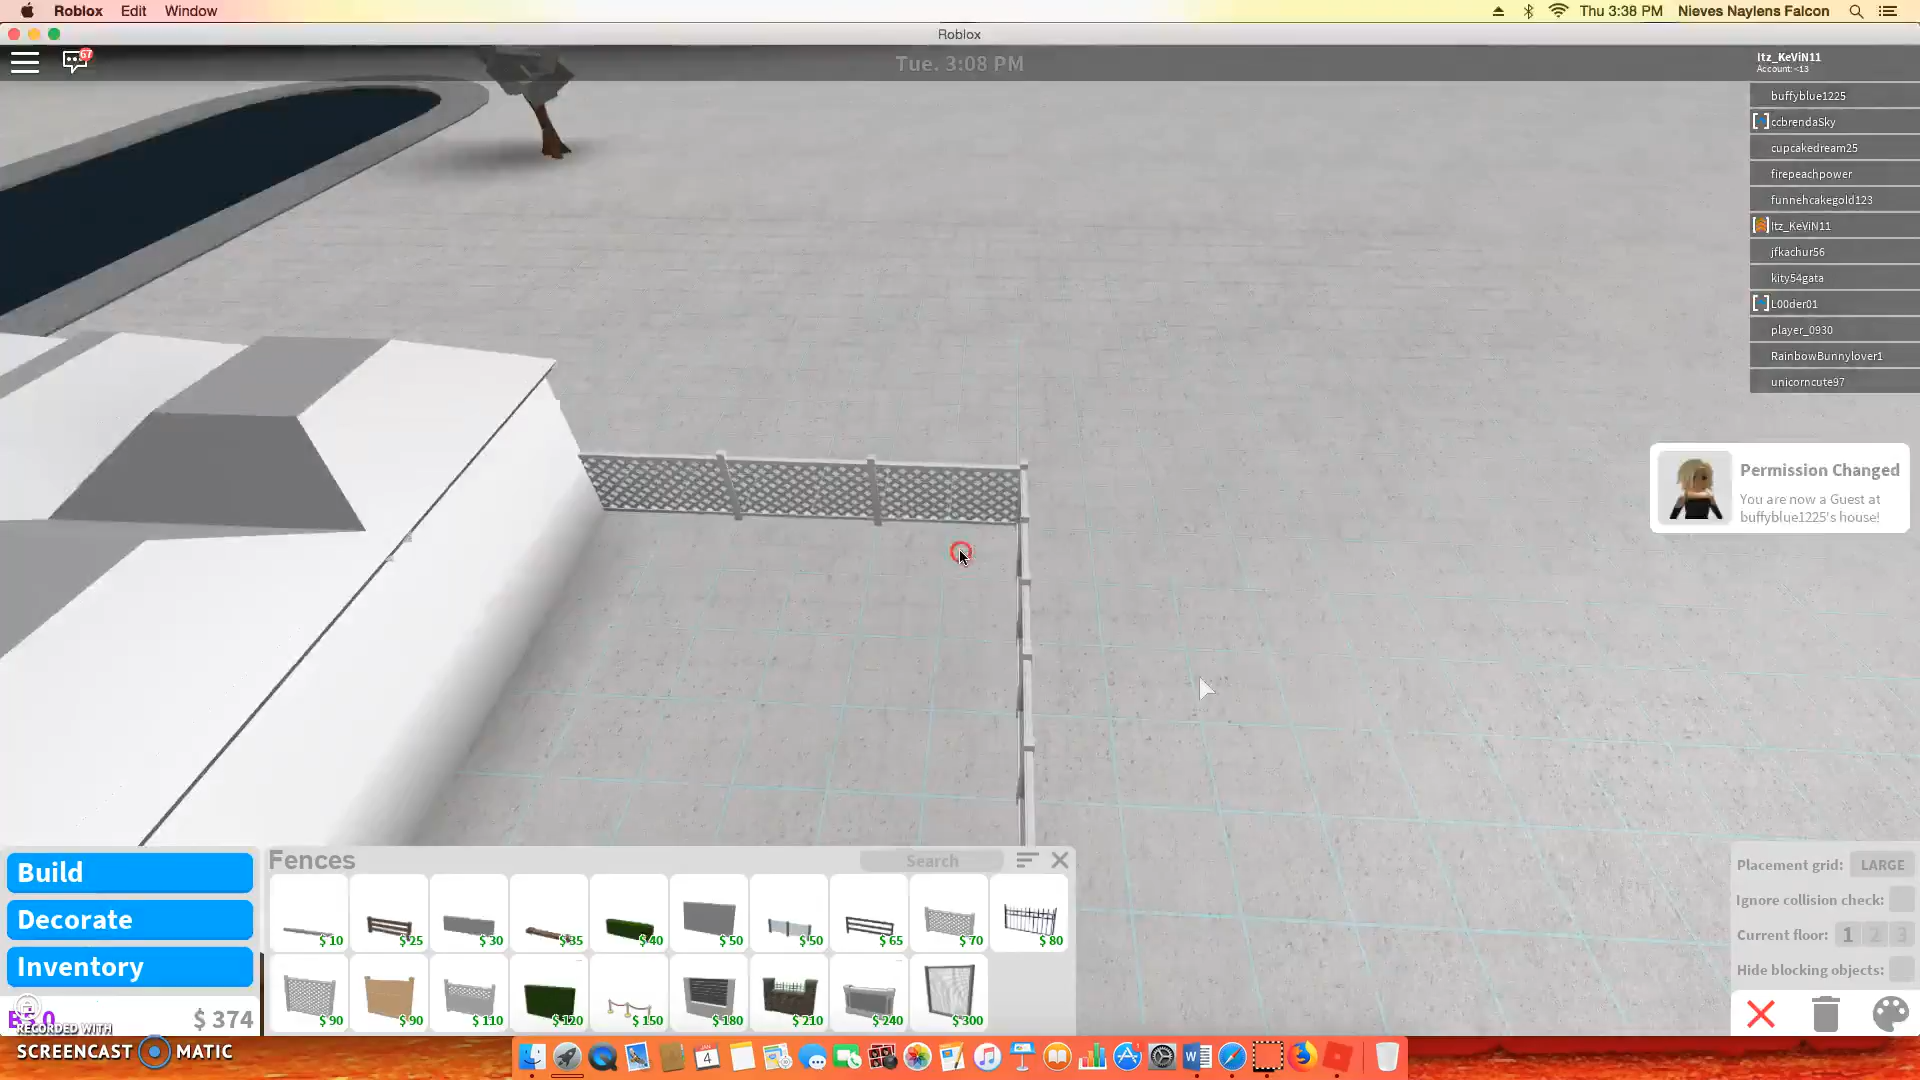 Roblox Edit Window Thu 3:38 PM Nieves Naylens Falcon
Roblox
67
Tue. 3:08 PM
Itz_KeViN11
Account: <13
buffyblue1225
ccbrendaSky
cupcakedream25
firepeachpower
funnehcakegold123
Itz_KeViN11
jfkachur56
kity54gata
L00der01
player_0930
RainbowBunnylover1
unicorncute97
Permission Changed
You are now a Guest at
buffyblue1225's house!
Build
Decorate
Inventory
$ 374
RECORDED WITH
SCREENCAST MATIC
Fences
Search
$ 10 $ 25 $ 30 $ 35 $ 40 $ 50 $ 50 $ 65 $ 70 $ 80
$ 90 $ 90 $ 110 $ 120 $ 150 $ 180 $ 210 $ 240 $ 300
Placement grid: LARGE
Ignore collision check:
Current floor: 1 2 3
Hide blocking objects:
4